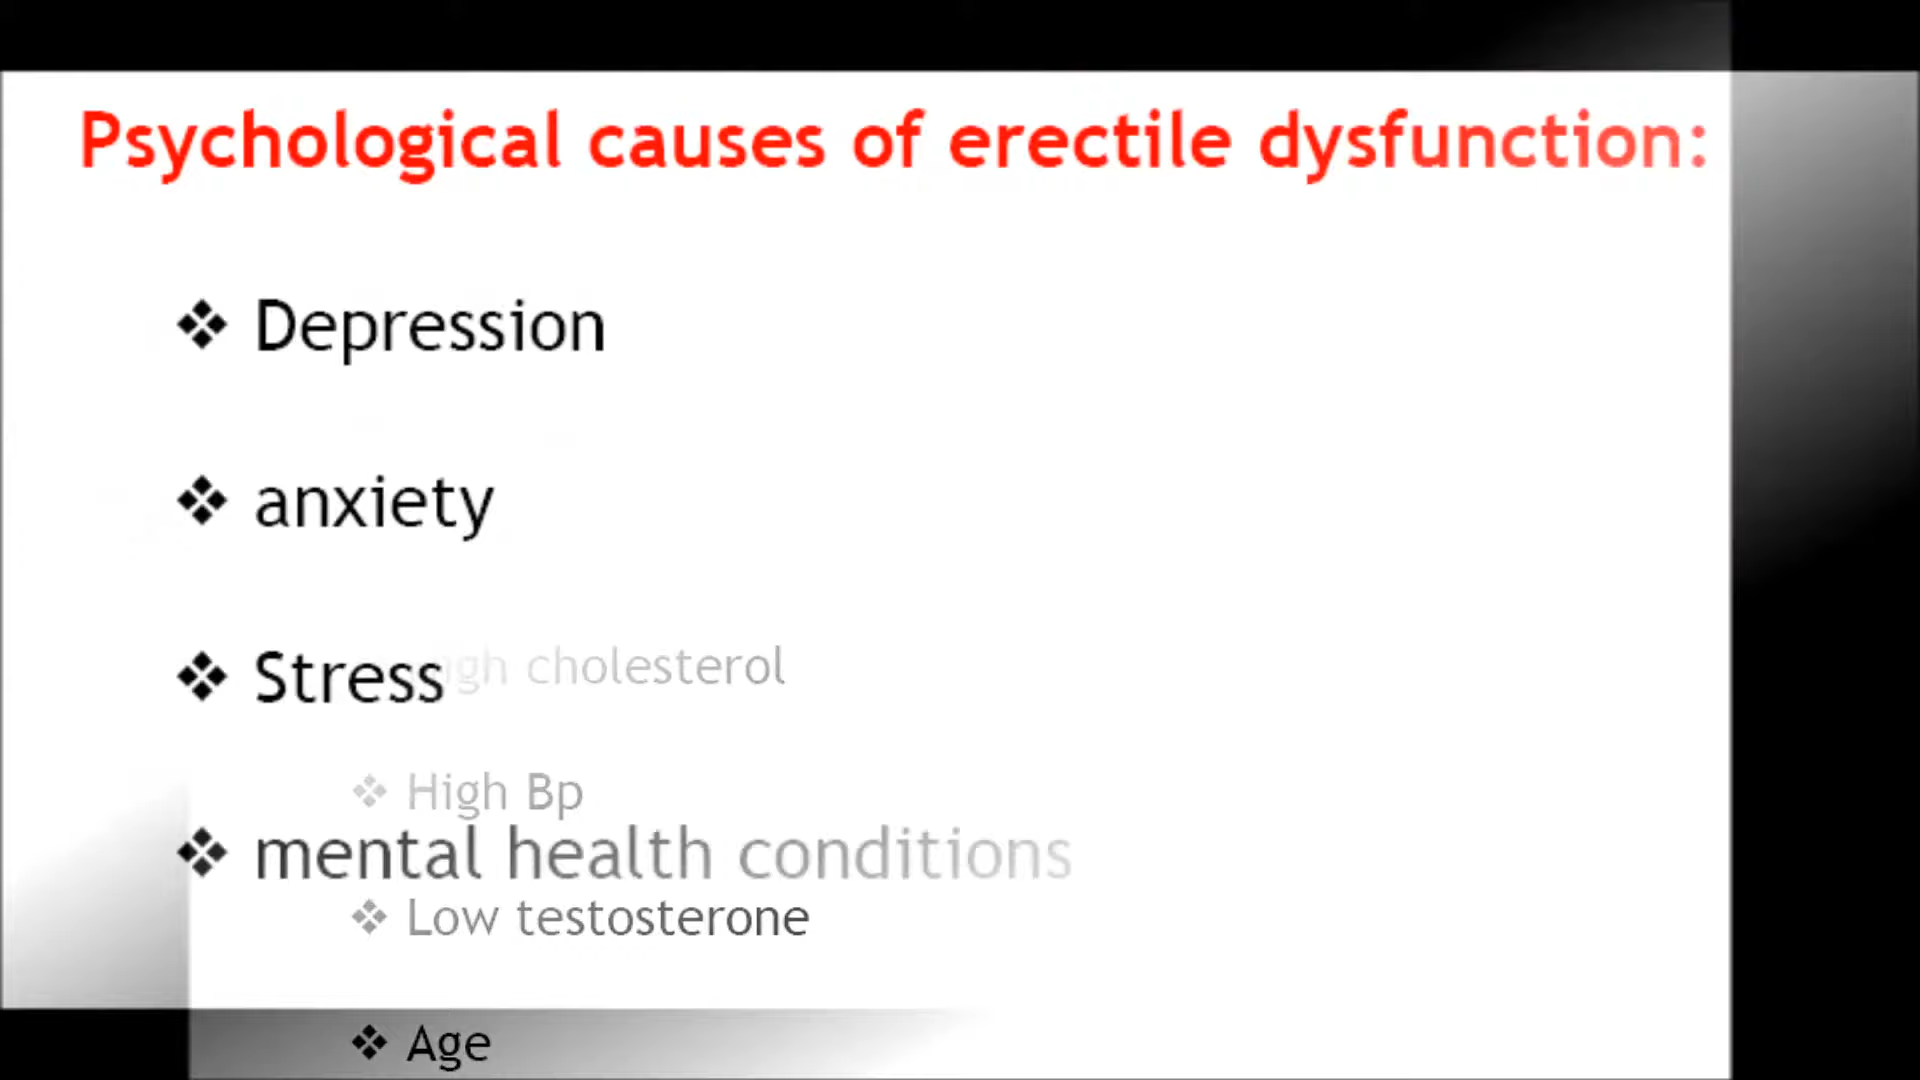 Psychological causes of erectile dysfunction:
❖ Depression
❖ anxiety
❖ Stress
cholesterol
❖ High Bp
❖ mental health conditions
❖ Low testosterone
❖ Age